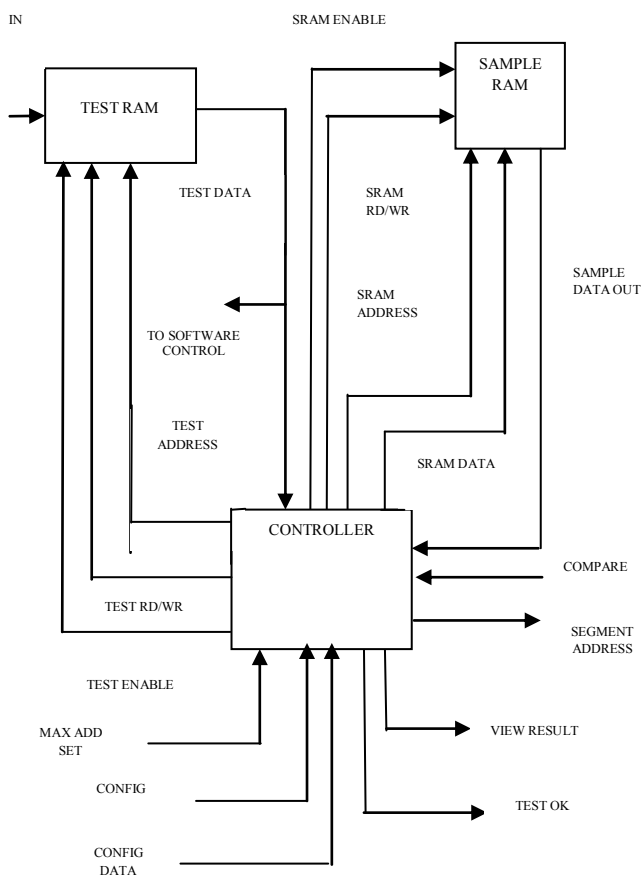 IN
SRAM ENABLE
TEST RAM
SAMPLE
RAM
TEST DATA
SRAM
RD/WR
SAMPLE
DATA OUT
SRAM
ADDRESS
TO SOFTWARE
CONTROL
TEST
ADDRESS
SRAM DATA
CONTROLLER
COMPARE
TEST RD/WR
SEGMENT
ADDRESS
TEST ENABLE
MAX ADD
SET
VIEW RESULT
CONFIG
TEST OK
CONFIG
DATA